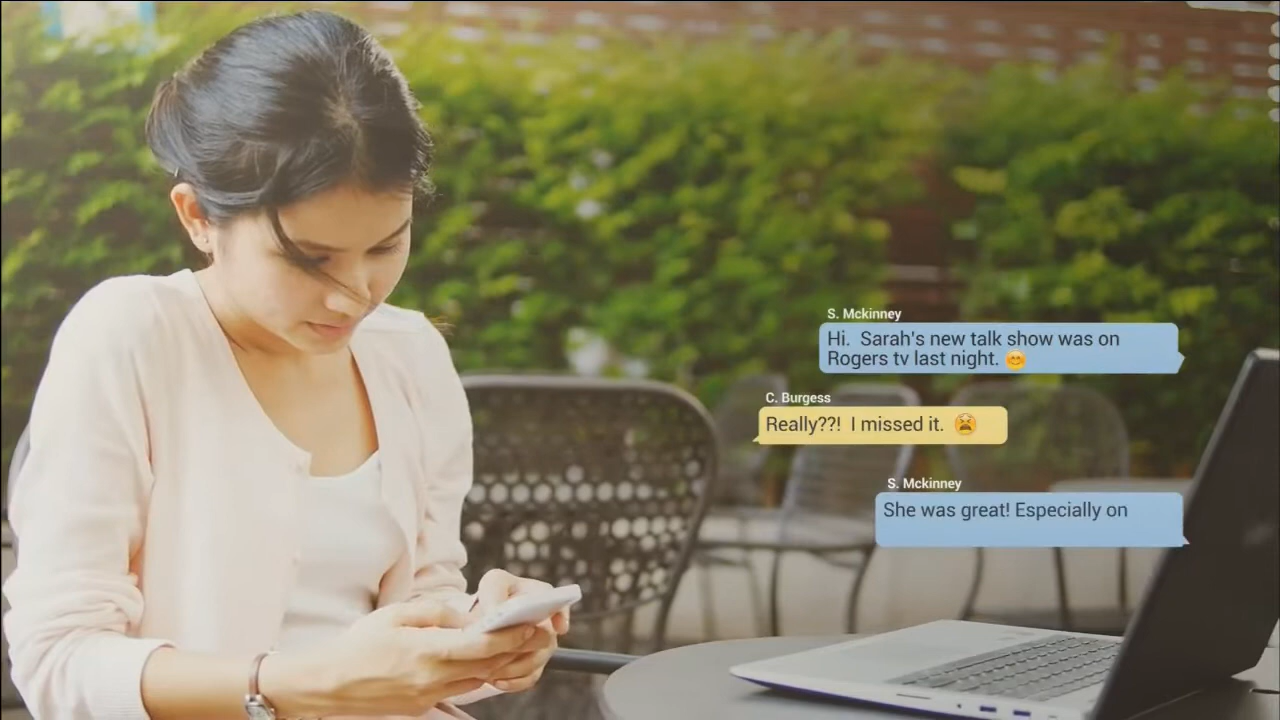 S. Mckinney
Hi. Sarah's new talk show was on
Rogers tv last night. 😊
C. Burgess
Really??! I missed it. 😫
S. Mckinney
She was great! Especially on